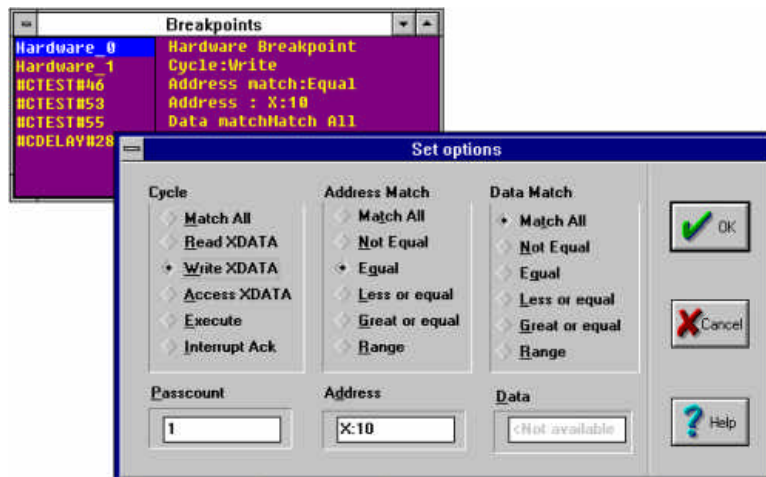 Breakpoints
Hardware_0
Hardware_1
#CTEST#46
#CTEST#53
#CTEST#55
#CDELAY#28
Hardware Breakpoint
Cycle:Write
Address match:Equal
Address : X:10
Data matchMatch All
Set options
Cycle
Match All
Read XDATA
Write XDATA
Access XDATA
Execute
Interrupt Ack
Address Match
Match All
Not Equal
Equal
Less or equal
Great or equal
Range
Data Match
Match All
Not Equal
Equal
Less or equal
Great or equal
Range
OK
Cancel
Help
Passcount
1
Address
X:10
Data
<Not available